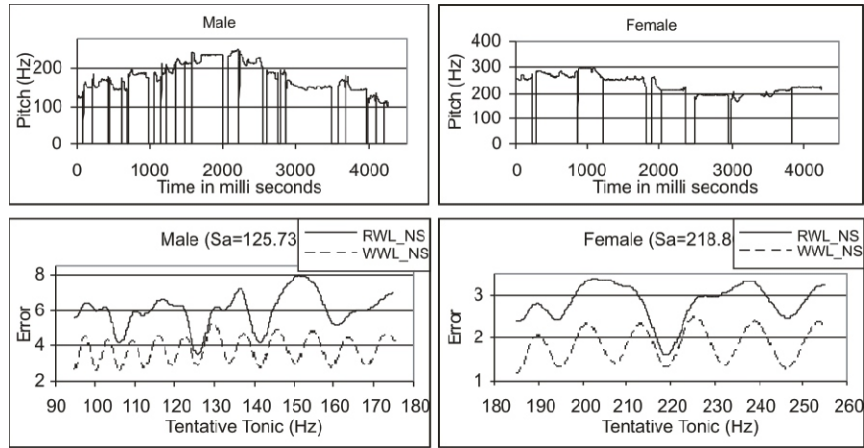 Male
Pitch (Hz)
200
100
0
0 1000 2000 3000 4000
Time in milli seconds
Female
Pitch (Hz)
400
300
200
100
0
0 1000 2000 3000 4000
Time in milli seconds
Male (Sa=125.73
RWL_NS
WWL_NS
Error
8
6
4
2
90 100 110 120 130 140 150 160 170 180
Tentative Tonic (Hz)
Female (Sa=218.8
RWL_NS
WWL_NS
Error
3
2
1
180 190 200 210 220 230 240 250 260
Tentative Tonic (Hz)